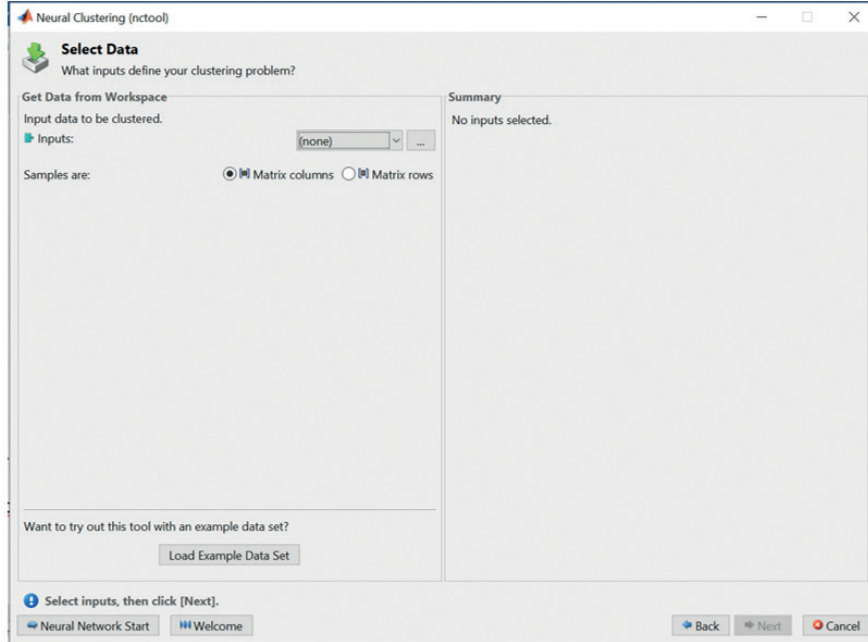 Neural Clustering (nctool)
Select Data
What inputs define your clustering problem?
Get Data from Workspace
Input data to be clustered.
Inputs:
(none)
...
Samples are:
Matrix columns
Matrix rows
Want to try out this tool with an example data set?
Load Example Data Set
Summary
No inputs selected.
Select inputs, then click [Next].
Neural Network Start
Welcome
Back
Next
Cancel